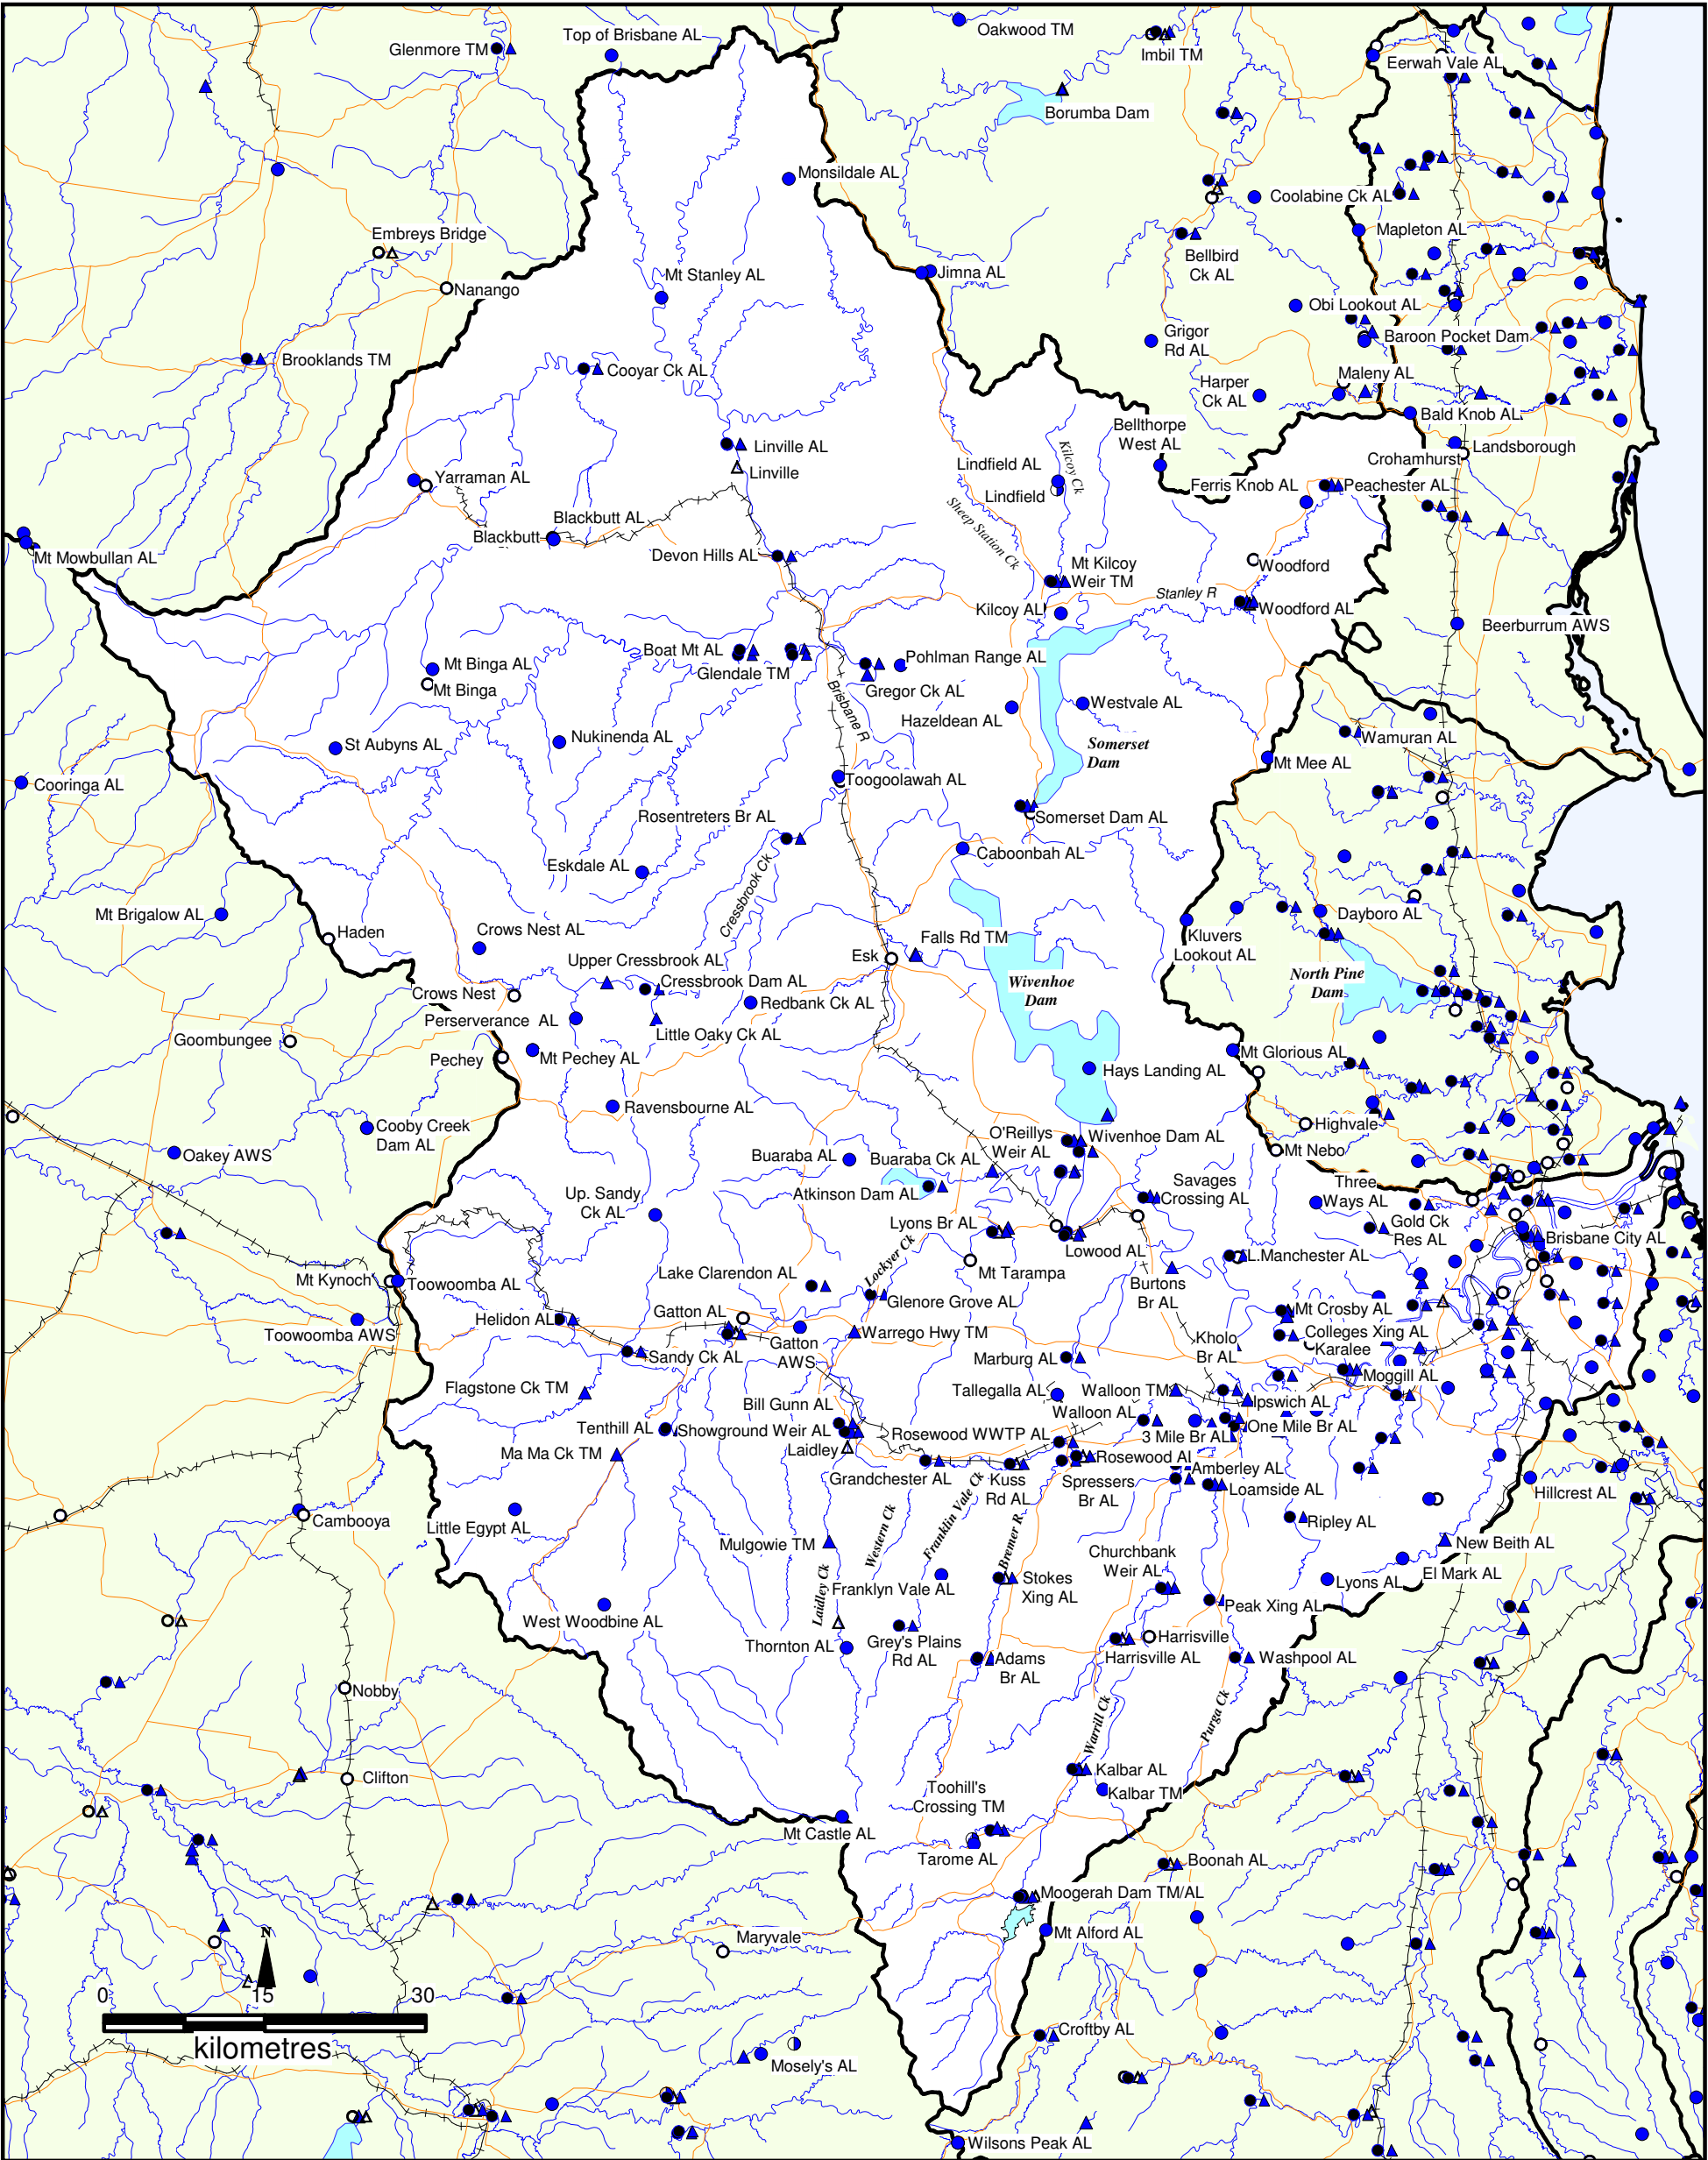 Oakwood TM
Top of Brisbane AL
Glenmore TM
Imbil TM
Eerwah Vale AL
Borumba Dam
Monsildale AL
Coolabine Ck AL
Mapleton AL
Embreys Bridge
Bellbird
Ck AL
Nanango
Mt Stanley AL
Jimna AL
Obi Lookout AL
Grigor
Rd AL
Baroon Pocket Dam
Brooklands TM
Cooyar Ck AL
Maleny AL
Harper
Ck AL
Bald Knob AL
Bellthorpe
West AL
Linville AL
Linville
Landsborough
Crohamhurst
Kilcoy Ck
Lindfield AL
Lindfield
Yarraman AL
Ferris Knob AL
Peachester AL
Sheep Station Ck
Blackbutt AL
Blackbutt
Devon Hills AL
Mt Mowbullan AL
Mt Kilcoy
Weir TM
Woodford
Stanley R
Kilcoy AL
Woodford AL
Beerburrum AWS
Boat Mt AL
Glendale TM
Pohlman Range AL
Gregor Ck AL
Mt Binga AL
Mt Binga
Brisbane R
Hazeldean AL
Westvale AL
St Aubyns AL
Nukinenda AL
Somerset
Dam
Wamuran AL
Mt Mee AL
Cooringa AL
Toogoolawah AL
Rosentreters Br AL
Somerset Dam AL
Caboonbah AL
Eskdale AL
Cressbrook Ck
Mt Brigalow AL
Haden
Crows Nest AL
Dayboro AL
Kluvers
Lookout AL
Falls Rd TM
Esk
Upper Cressbrook AL
Cressbrook Dam AL
Wivenhoe
Dam
North Pine
Dam
Crows Nest
Redbank Ck AL
Perserverance AL
Little Oaky Ck AL
Goombungee
Pechey
Mt Pechey AL
Mt Glorious AL
Hays Landing AL
Ravensbourne AL
Cooby Creek
Dam AL
Highvale
O'Reillys
Weir AL
Wivenhoe Dam AL
Mt Nebo
Oakey AWS
Buaraba AL
Buaraba Ck AL
Atkinson Dam AL
Savages
Crossing AL
Three
Ways AL
Up. Sandy
Ck AL
Lyons Br AL
Gold Ck
Res AL
Brisbane City AL
Lowood AL
L.Manchester AL
Lockyer Ck
Mt Kynoch
Toowoomba AL
Lake Clarendon AL
Mt Tarampa
Burtons
Br AL
Glenore Grove AL
Mt Crosby AL
Gatton AL
Helidon AL
Toowoomba AWS
Warrego Hwy TM
Colleges Xing AL
Karalee
Gatton
AWS
Kholo
Br AL
Sandy Ck AL
Marburg AL
Moggill AL
Flagstone Ck TM
Tallegalla AL
Walloon TM
Ipswich AL
Bill Gunn AL
Walloon AL
Tenthill AL
Showground Weir AL
3 Mile Br AL
One Mile Br AL
Rosewood WWTP AL
Laidley
Ma Ma Ck TM
Rosewood AL
Amberley AL
Grandchester AL
Kuss
Rd AL
Spressers
Br AL
Loamside AL
Hillcrest AL
Cambooya
Little Egypt AL
Ripley AL
Mulgowie TM
Western Ck
Franklin Vale Ck
Bremer R.
New Beith AL
Churchbank
Weir AL
El Mark AL
Stokes
Xing AL
Lyons AL
Franklyn Vale AL
Laidley Ck
West Woodbine AL
Peak Xing AL
Thornton AL
Grey's Plains
Rd AL
Harrisville
Harrisville AL
Washpool AL
Adams
Br AL
Nobby
Warrill Ck
Purga Ck
Clifton
Kalbar AL
Kalbar TM
Toohill's
Crossing TM
Mt Castle AL
Tarome AL
Boonah AL
Moogerah Dam TM/AL
Mt Alford AL
Maryvale
N
0 15 30
kilometres
Croftby AL
Mosely's AL
Wilsons Peak AL